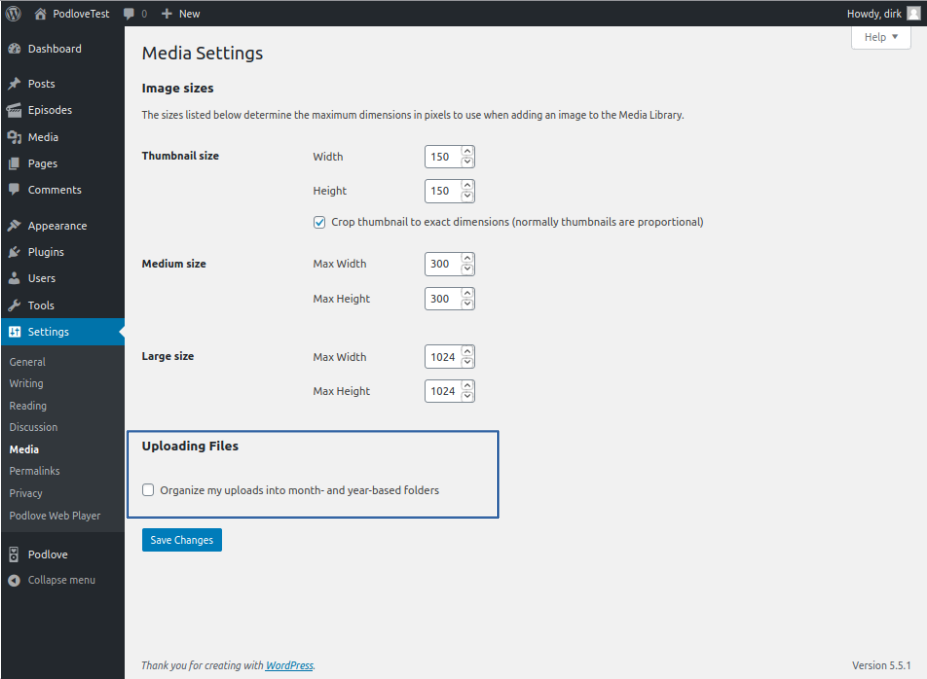 PodloveTest 0 New Howdy, dirk
Help
Dashboard
Posts
Episodes
Media
Pages
Comments
Appearance
Plugins
Users
Tools
Settings
General
Writing
Reading
Discussion
Media
Permalinks
Privacy
Podlove Web Player
Podlove
Collapse menu
Media Settings
Image sizes
The sizes listed below determine the maximum dimensions in pixels to use when adding an image to the Media Library.
Thumbnail size Width 150
Height 150
Crop thumbnail to exact dimensions (normally thumbnails are proportional)
Medium size Max Width 300
Max Height 300
Large size Max Width 1024
Max Height 1024
Uploading Files
Organize my uploads into month- and year-based folders
Save Changes
Thank you for creating with WordPress. Version 5.5.1